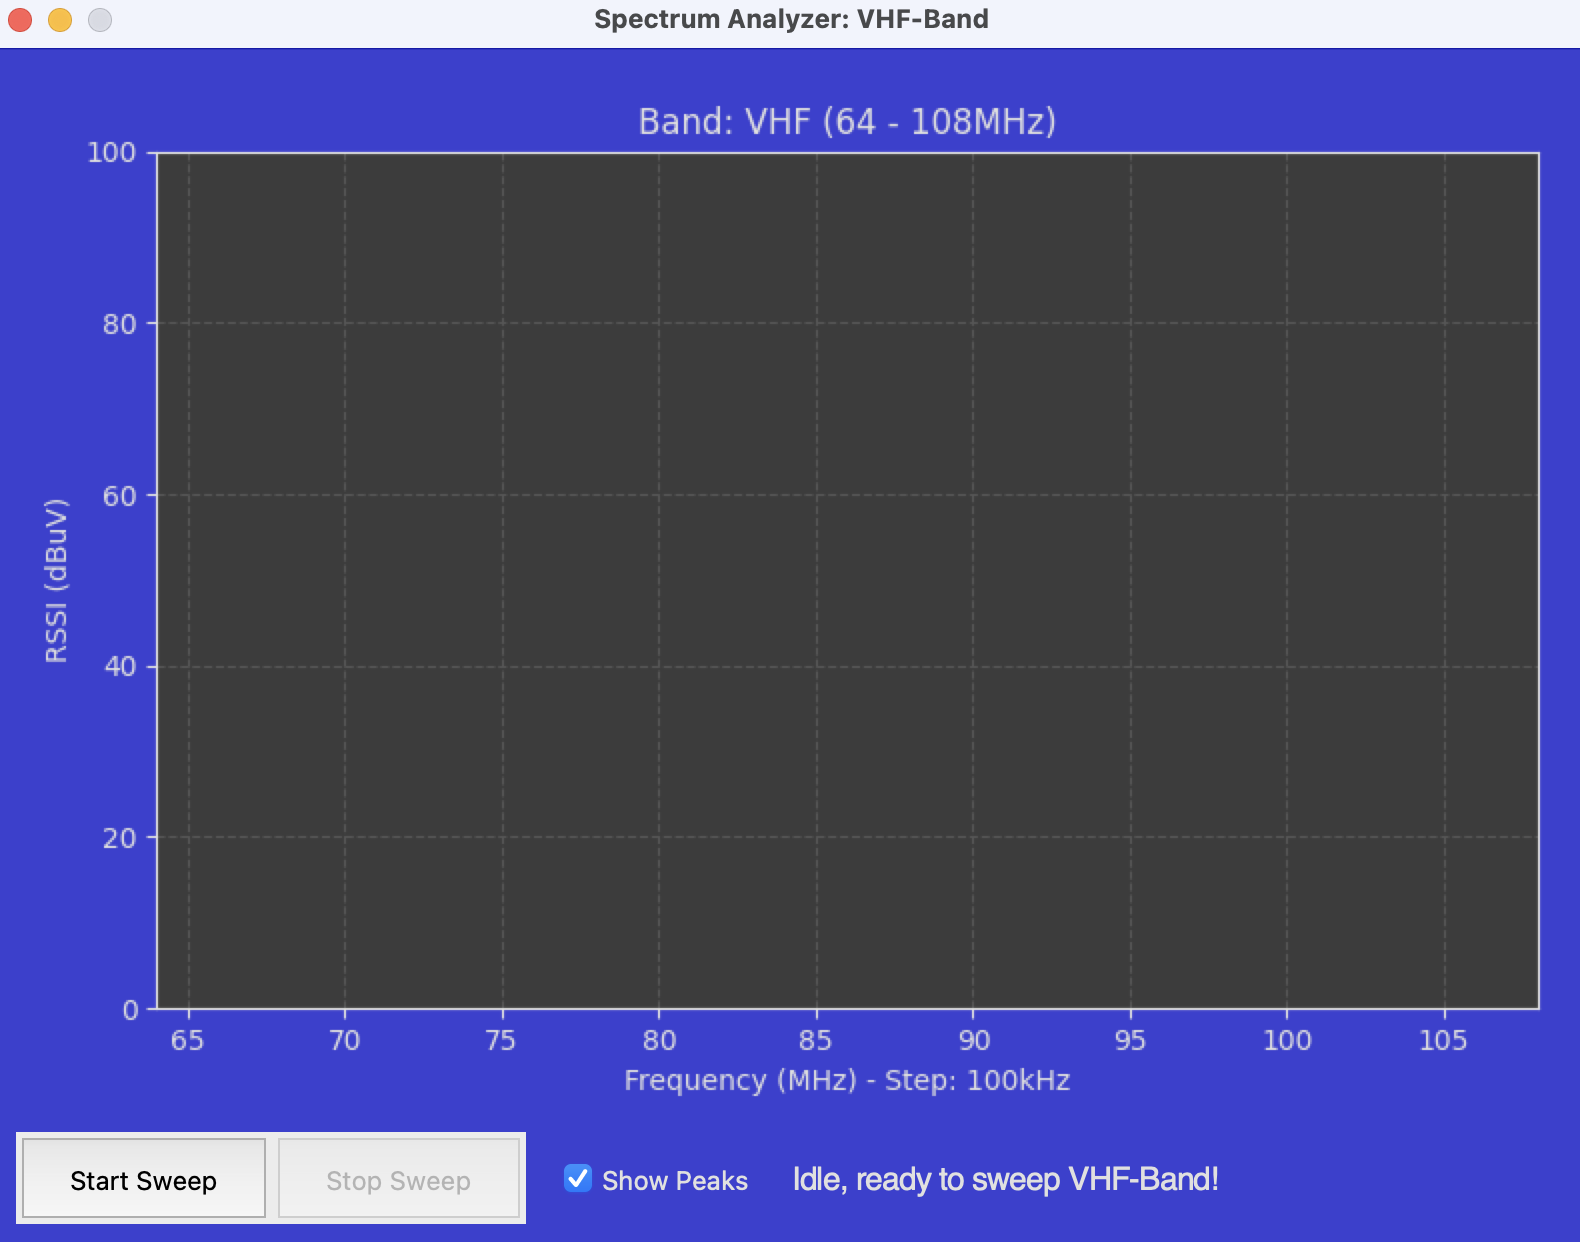 Spectrum Analyzer: VHF-Band
Band: VHF (64 - 108MHz)
100
80
60
40
20
0
RSSI (dBuV)
65 70 75 80 85 90 95 100 105
Frequency (MHz) - Step: 100kHz
Start Sweep Stop Sweep Show Peaks Idle, ready to sweep VHF-Band!